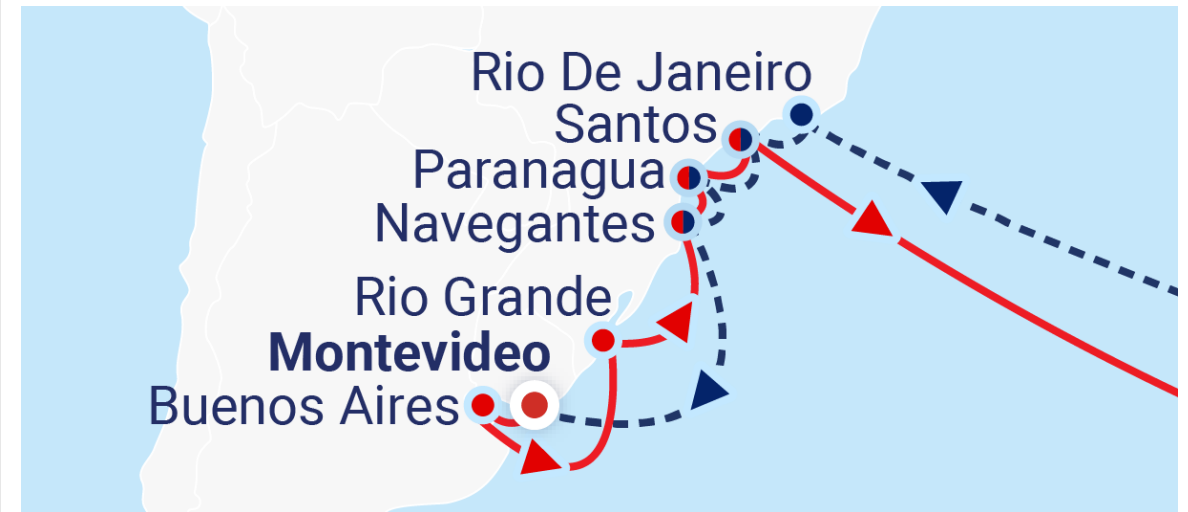 Rio De Janeiro
Santos
Paranagua
Navegantes
Rio Grande
Montevideo
Buenos Aires